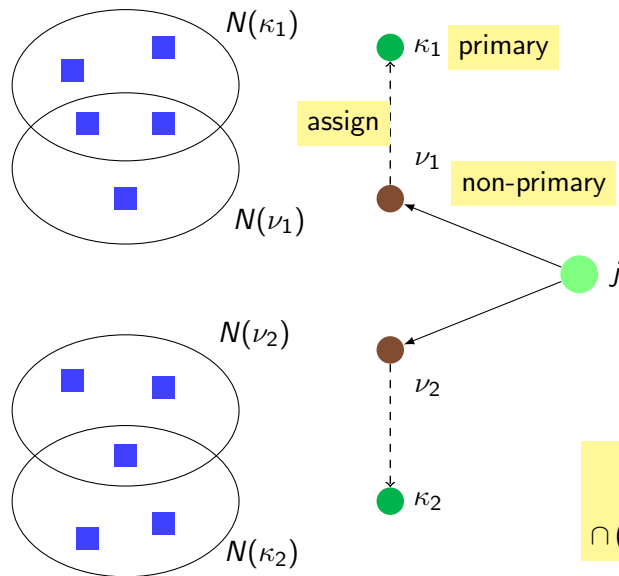 N(κ₁)
κ₁ primary
assign
ν₁
non-primary
N(ν₁)
j
N(ν₂)
ν₂
κ₂
∩(
N(κ₂)